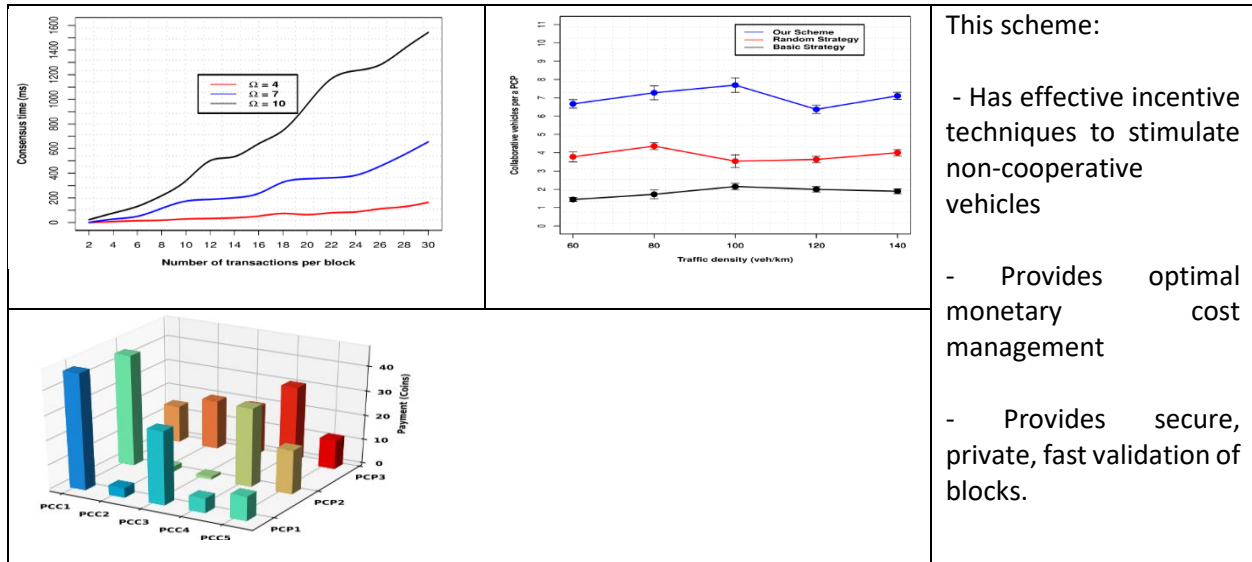 1600
1400
1200
1000
800
600
400
200
0
Consensus time (ms)
Ω = 4
Ω = 7
Ω = 10
2 4 6 8 10 12 14 16 18 20 22 24 26 28 30
Number of transactions per block
11
10
9
8
7
6
5
4
3
2
1
0
Collaborative vehicles per a PCP
Our Scheme
Random Strategy
Basic Strategy
60 80 100 120 140
Traffic density (veh/km)
40
30
20
10
0
Payment (Coins)
PCC1
PCC2
PCC3
PCC4
PCC5
PCP1
PCP2
PCP3
This scheme:
- Has effective incentive
techniques to stimulate
non-cooperative
vehicles
- Provides optimal
monetary cost
management
- Provides secure,
private, fast validation of
blocks.